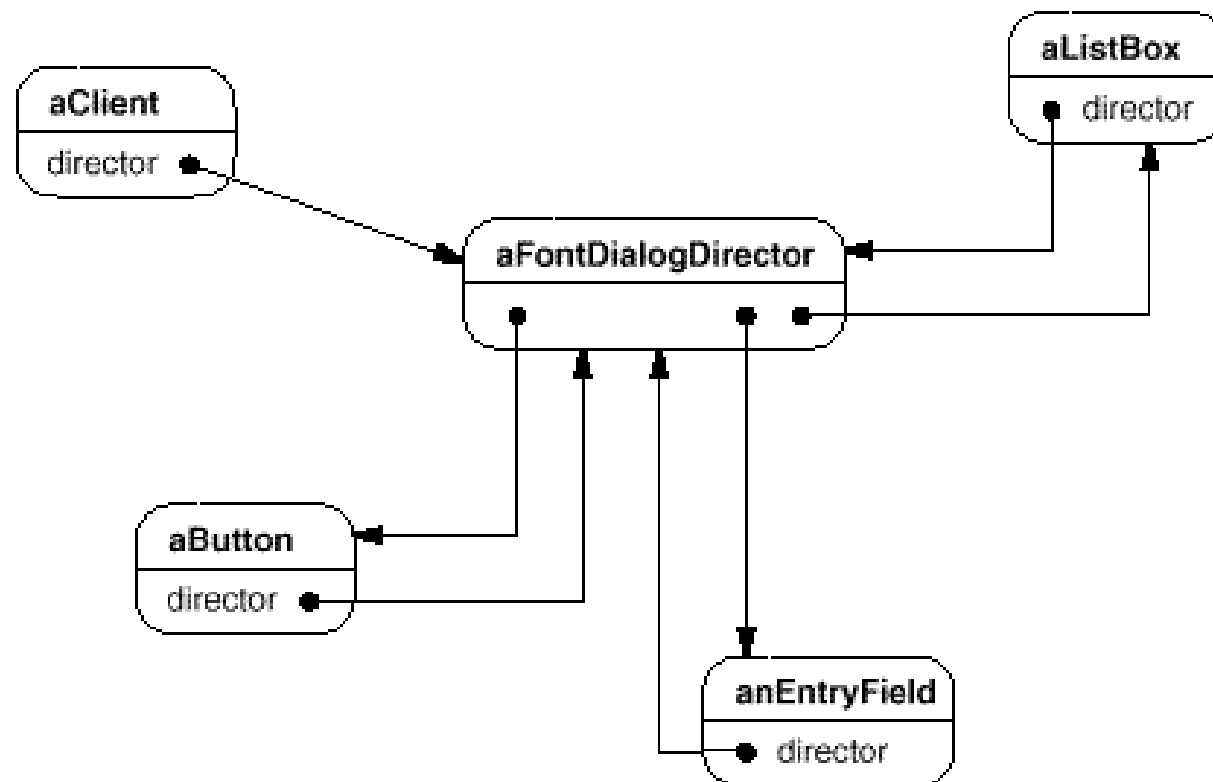 aListBox
director
aClient
director
aFontDialogDirector
aButton
director
anEntryField
director